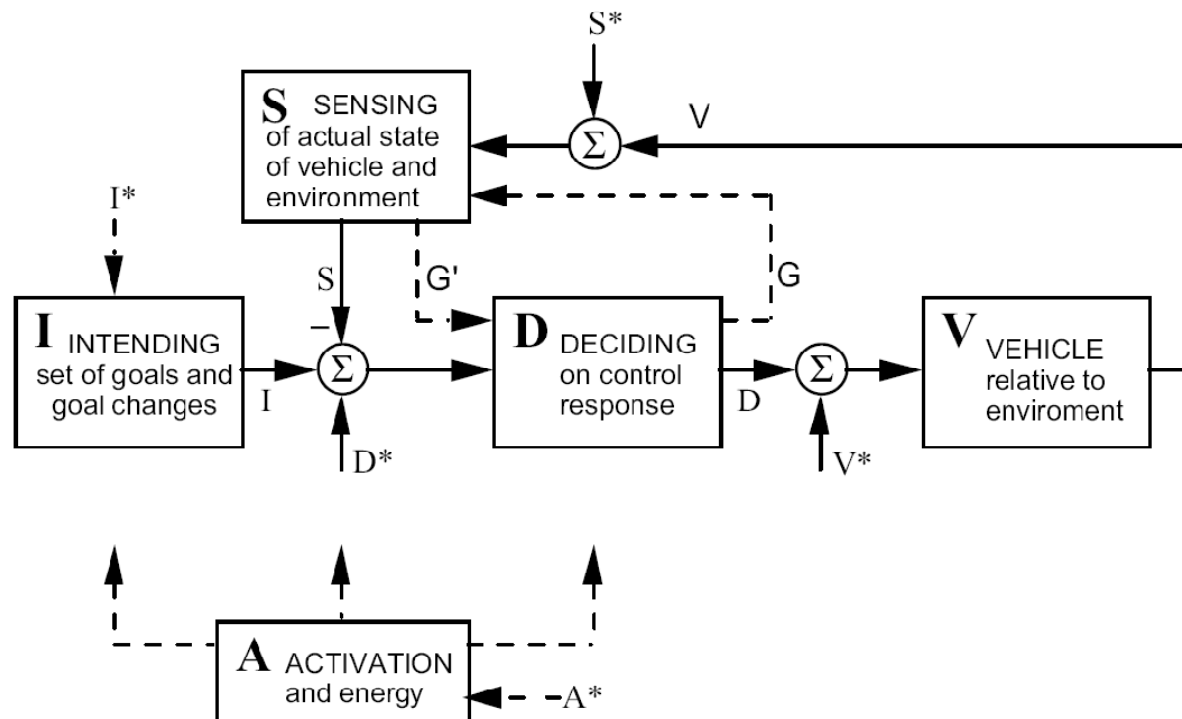 S*
S SENSING
of actual state
of vehicle and
environment
Σ
V
I*
S
G'
G
I INTENDING
set of goals and
goal changes
I
–
Σ
D*
D DECIDING
on control
response
D
Σ
V*
V VEHICLE
relative to
enviroment
A ACTIVATION
and energy
A*